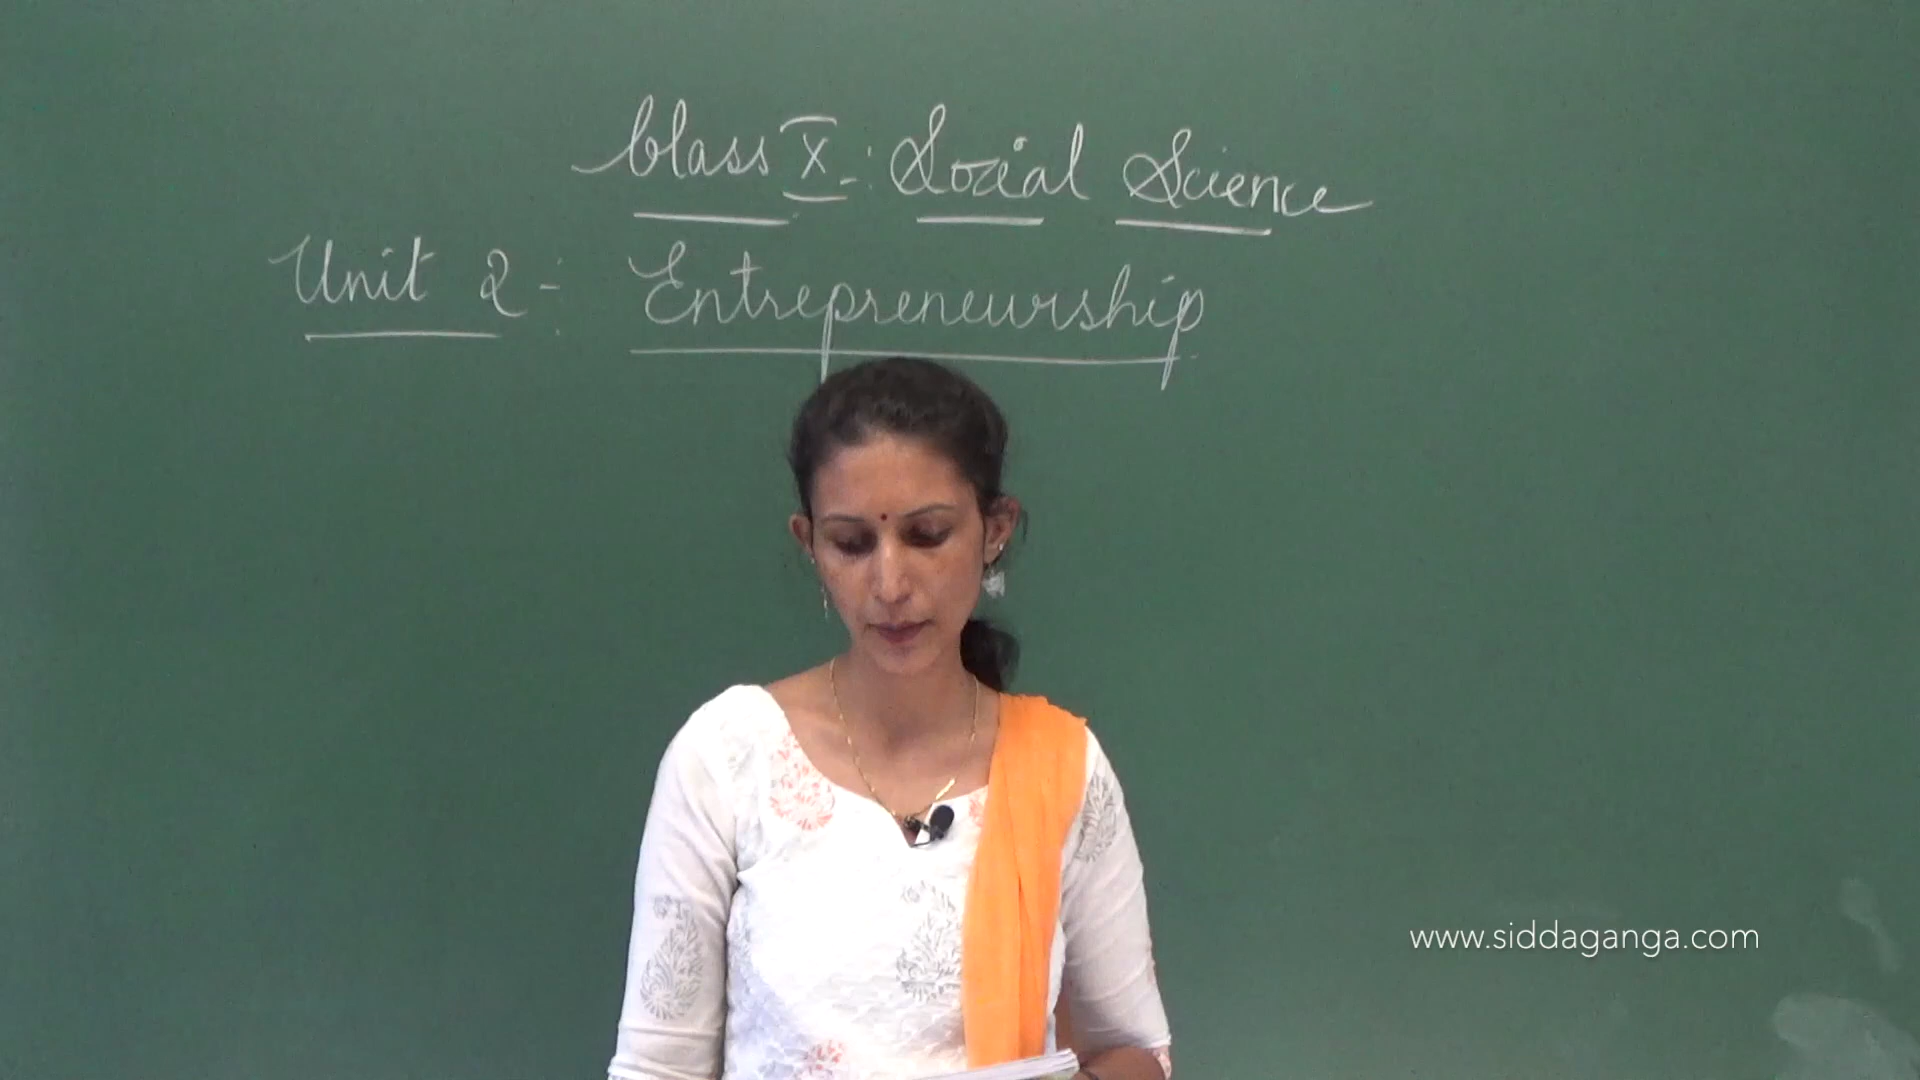 Class X : Social Science
Unit 2 : Entrepreneurship
www.siddaganga.com